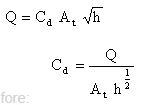 Q = C_d A_t √h
C_d = Q / (A_t h^(1/2))
fore: